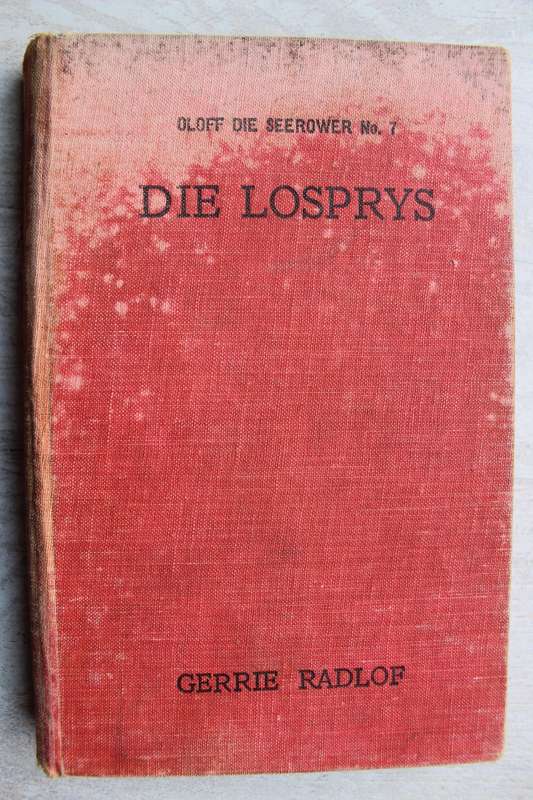 OLOFF DIE SEEROWER No. 7
DIE LOSPRYS
GERRIE RADLOF